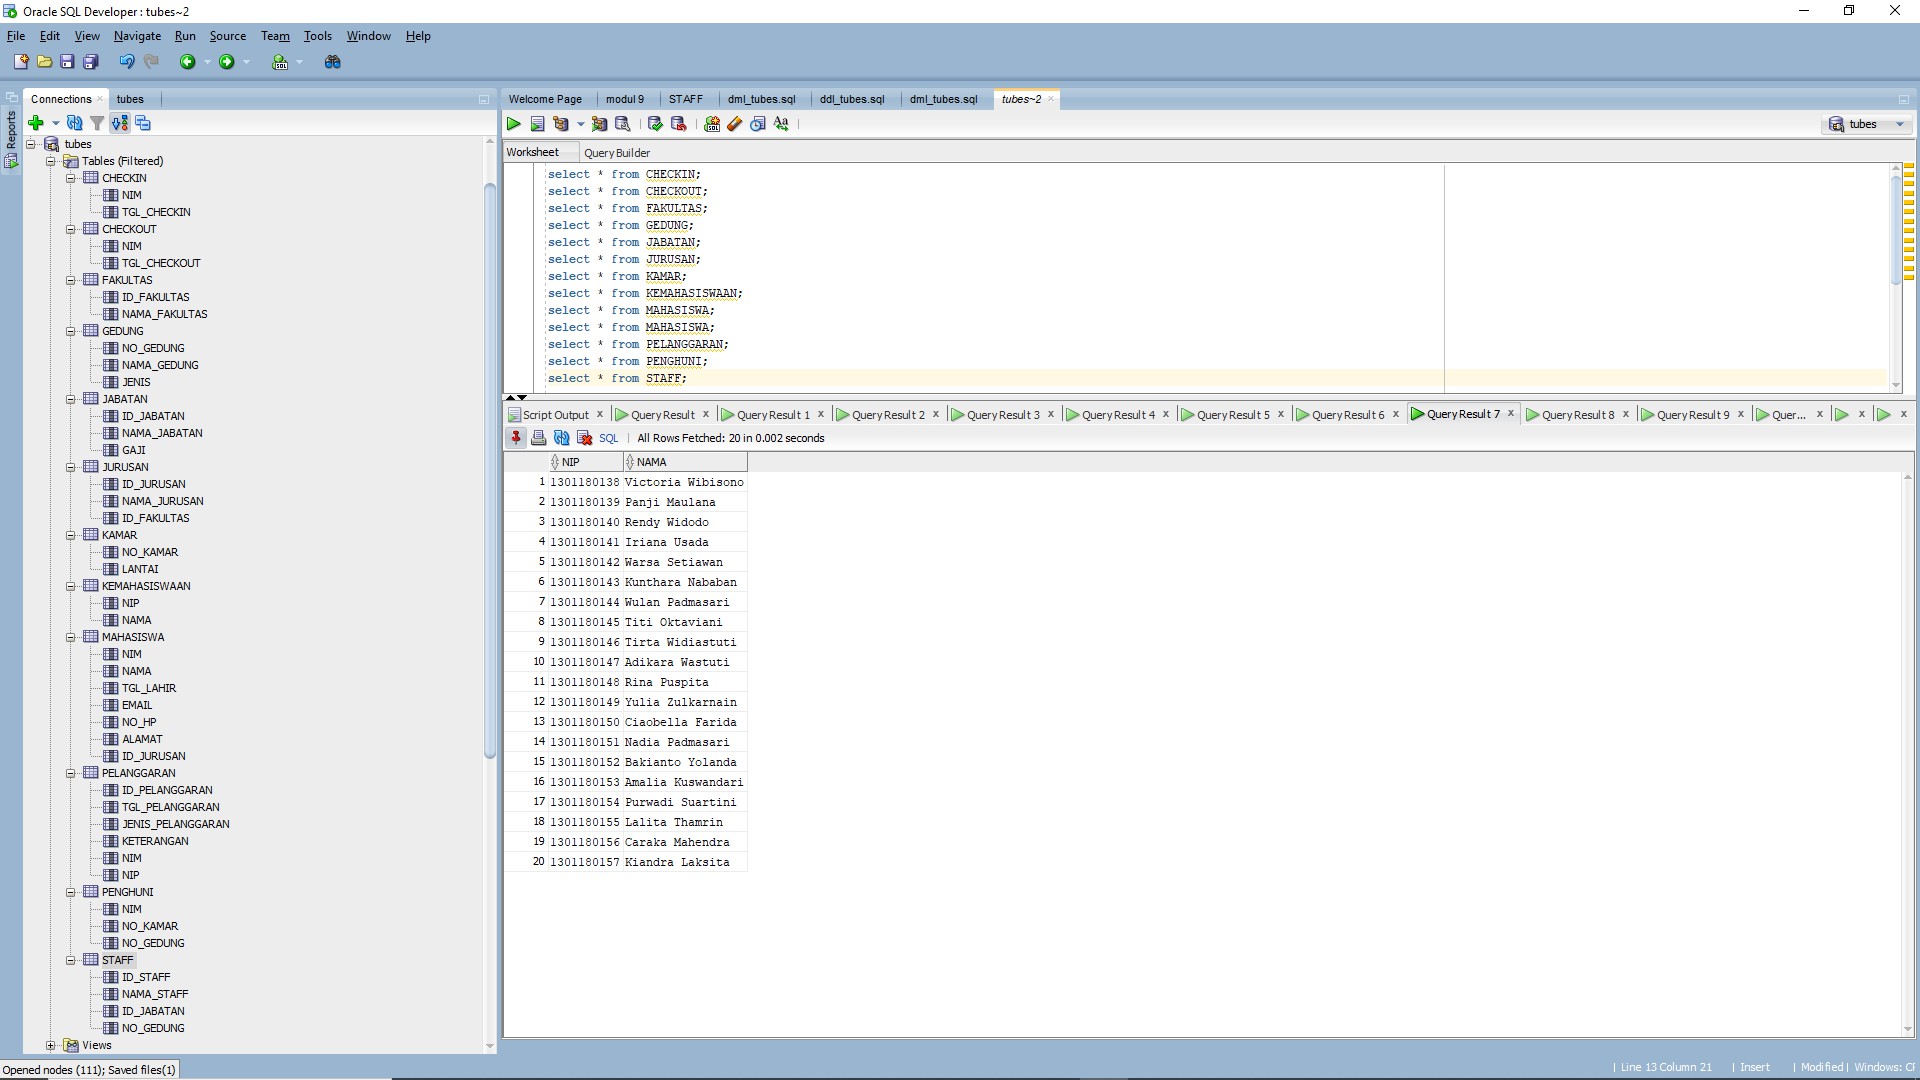 Oracle SQL Developer : tubes~2
File Edit View Navigate Run Source Team Tools Window Help
Connections tubes
Reports
tubes
Tables (Filtered)
CHECKIN
NIM
TGL_CHECKIN
CHECKOUT
NIM
TGL_CHECKOUT
FAKULTAS
ID_FAKULTAS
NAMA_FAKULTAS
GEDUNG
NO_GEDUNG
NAMA_GEDUNG
JENIS
JABATAN
ID_JABATAN
NAMA_JABATAN
GAJI
JURUSAN
ID_JURUSAN
NAMA_JURUSAN
ID_FAKULTAS
KAMAR
NO_KAMAR
LANTAI
KEMAHASISWAAN
NIP
NAMA
MAHASISWA
NIM
NAMA
TGL_LAHIR
EMAIL
NO_HP
ALAMAT
ID_JURUSAN
PELANGGARAN
ID_PELANGGARAN
TGL_PELANGGARAN
JENIS_PELANGGARAN
KETERANGAN
NIM
NIP
PENGHUNI
NIM
NO_KAMAR
NO_GEDUNG
STAFF
ID_STAFF
NAMA_STAFF
ID_JABATAN
NO_GEDUNG
Views
Welcome Page modul 9 STAFF dml_tubes.sql ddl_tubes.sql dml_tubes.sql tubes~2
tubes
Worksheet Query Builder
select * from CHECKIN;
select * from CHECKOUT;
select * from FAKULTAS;
select * from GEDUNG;
select * from JABATAN;
select * from JURUSAN;
select * from KAMAR;
select * from KEMAHASISWAAN;
select * from MAHASISWA;
select * from MAHASISWA;
select * from PELANGGARAN;
select * from PENGHUNI;
select * from STAFF;
Script Output Query Result Query Result 1 Query Result 2 Query Result 3 Query Result 4 Query Result 5 Query Result 6 Query Result 7 Query Result 8 Query Result 9 Quer...
SQL All Rows Fetched: 20 in 0.002 seconds
NIP NAMA
1 1301180138 Victoria Wibisono
2 1301180139 Panji Maulana
3 1301180140 Rendy Widodo
4 1301180141 Iriana Usada
5 1301180142 Warsa Setiawan
6 1301180143 Kunthara Nababan
7 1301180144 Wulan Padmasari
8 1301180145 Titi Oktaviani
9 1301180146 Tirta Widiastuti
10 1301180147 Adikara Wastuti
11 1301180148 Rina Puspita
12 1301180149 Yulia Zulkarnain
13 1301180150 Ciaobella Farida
14 1301180151 Nadia Padmasari
15 1301180152 Bakianto Yolanda
16 1301180153 Amalia Kuswandari
17 1301180154 Purwadi Suartini
18 1301180155 Lalita Thamrin
19 1301180156 Caraka Mahendra
20 1301180157 Kiandra Laksita
Opened nodes (111); Saved files(1)
Line 13 Column 21 Insert Modified Windows: